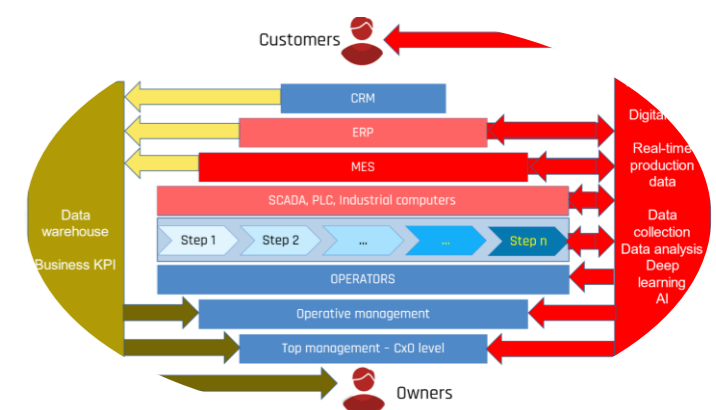 Customers
CRM
ERP
MES
SCADA, PLC, Industrial computers
Step 1
Step 2
...
...
Step n
OPERATORS
Operative management
Top management – CxO level
Owners
Data
warehouse
Business KPI
Real-time
production
data
Data
collection
Data analysis
Deep
learning
AI